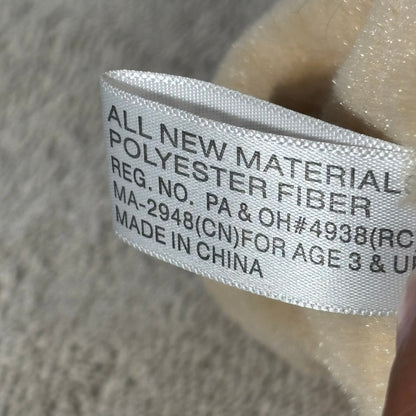 ALL NEW MATERIAL
POLYESTER FIBER
REG. NO. PA & OH#4938(RC
MA-2948(CN)FOR AGE 3 & UP
MADE IN CHINA